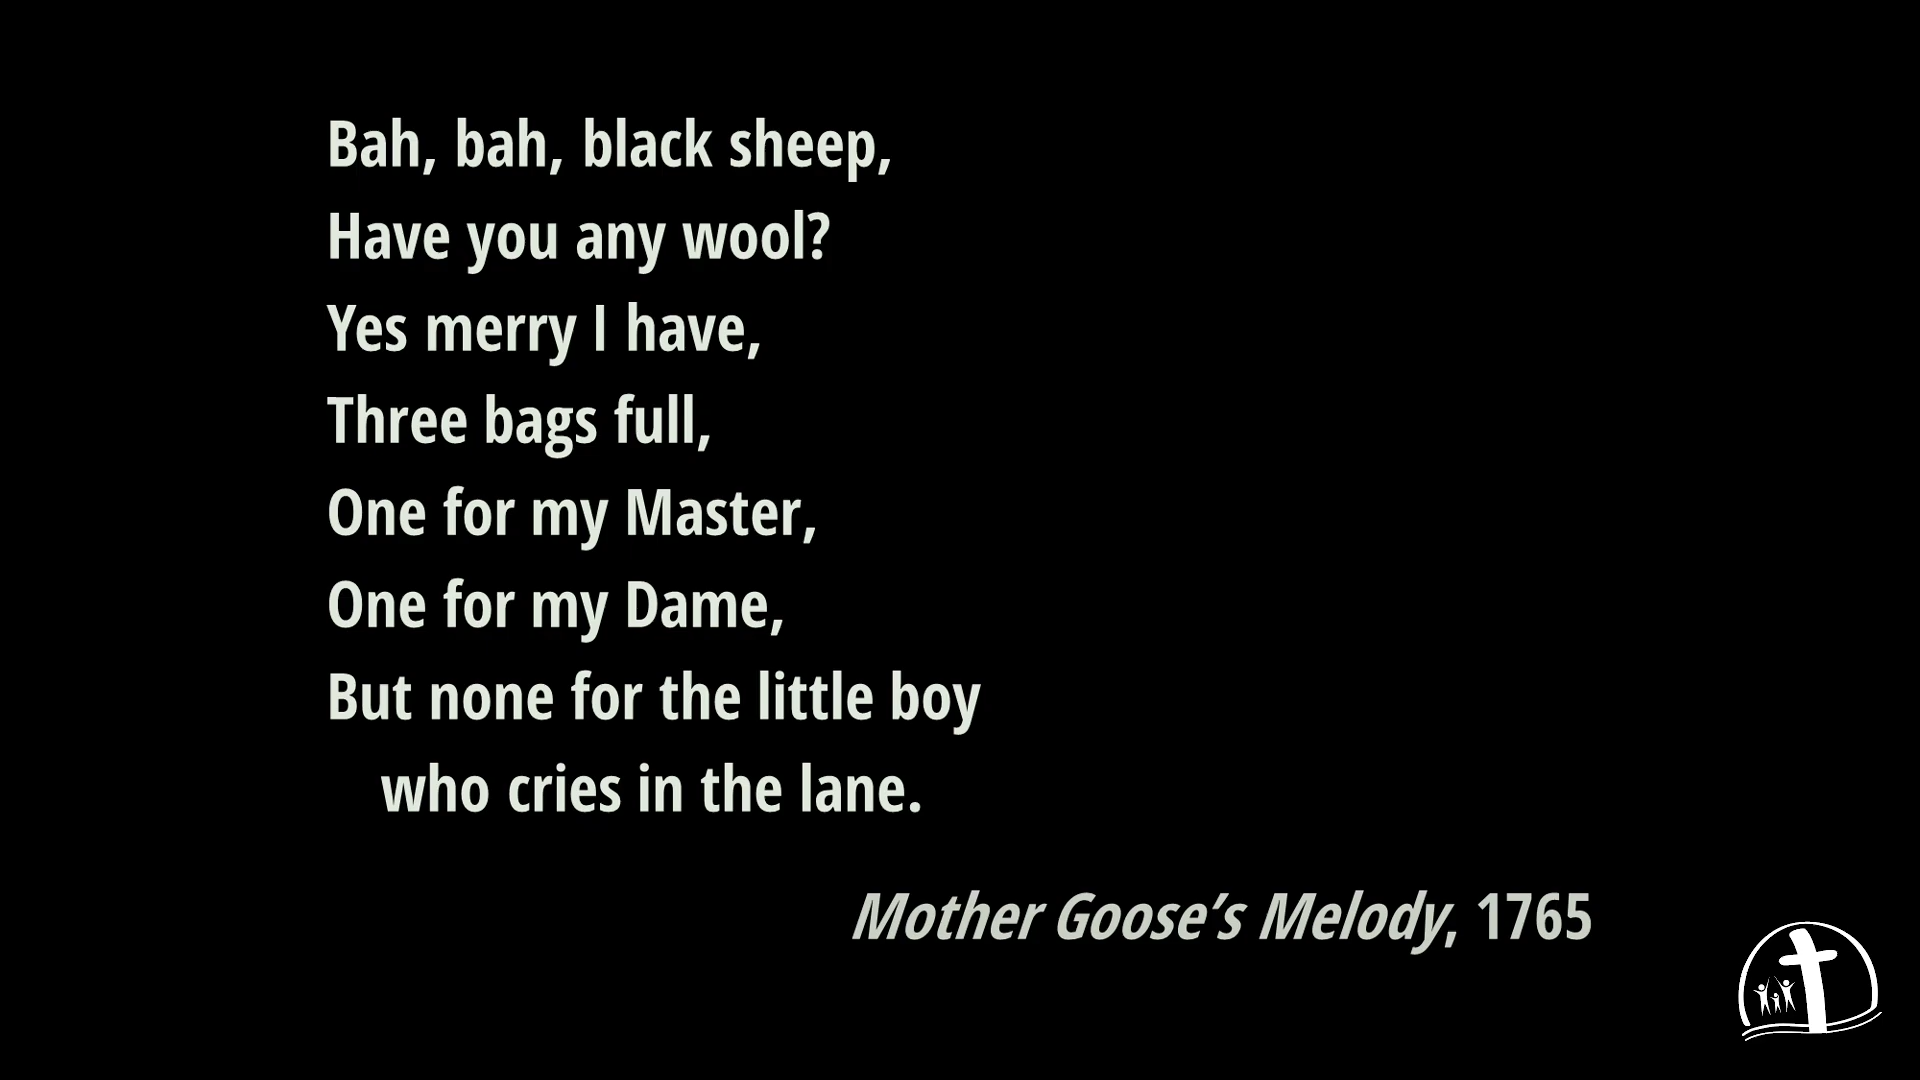 Bah, bah, black sheep,
Have you any wool?
Yes merry I have,
Three bags full,
One for my Master,
One for my Dame,
But none for the little boy
who cries in the lane.
Mother Goose’s Melody, 1765